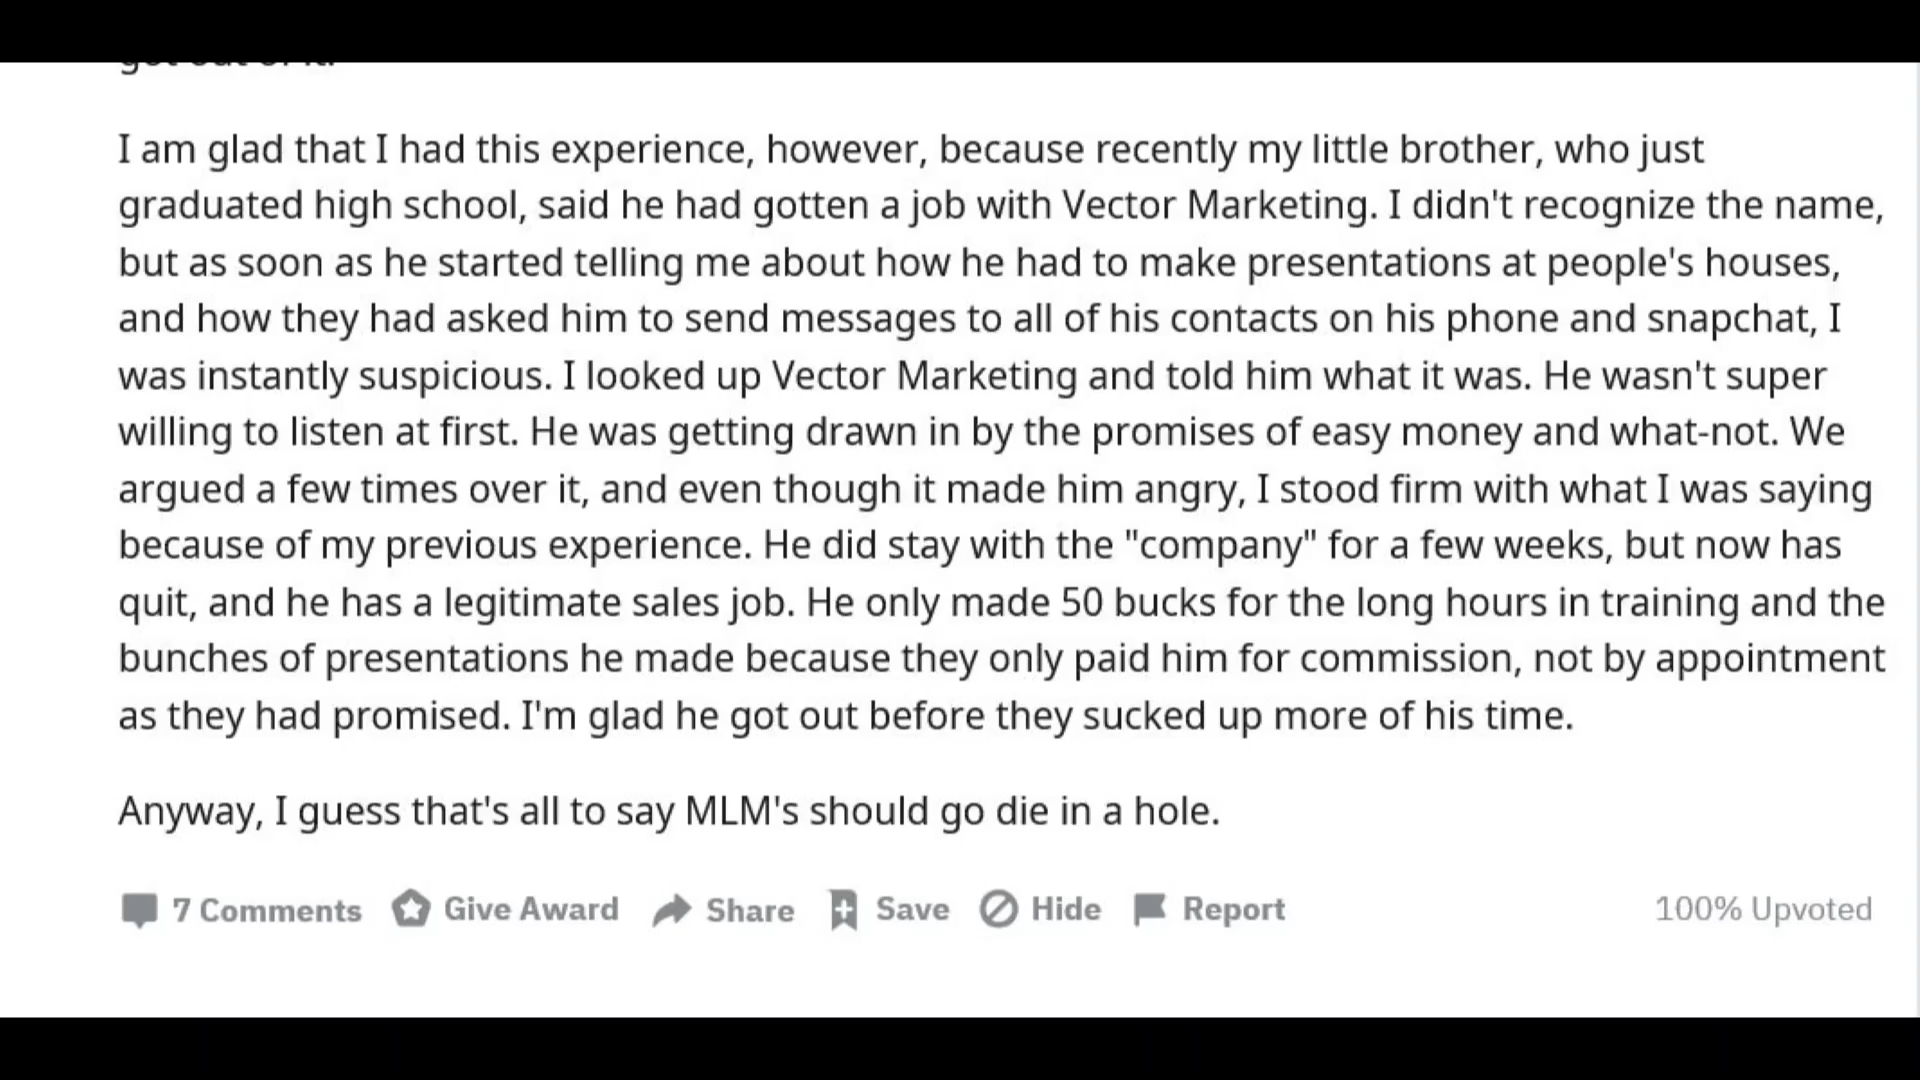 got out of it.
I am glad that I had this experience, however, because recently my little brother, who just
graduated high school, said he had gotten a job with Vector Marketing. I didn't recognize the name,
but as soon as he started telling me about how he had to make presentations at people's houses,
and how they had asked him to send messages to all of his contacts on his phone and snapchat, I
was instantly suspicious. I looked up Vector Marketing and told him what it was. He wasn't super
willing to listen at first. He was getting drawn in by the promises of easy money and what-not. We
argued a few times over it, and even though it made him angry, I stood firm with what I was saying
because of my previous experience. He did stay with the "company" for a few weeks, but now has
quit, and he has a legitimate sales job. He only made 50 bucks for the long hours in training and the
bunches of presentations he made because they only paid him for commission, not by appointment
as they had promised. I'm glad he got out before they sucked up more of his time.
Anyway, I guess that's all to say MLM's should go die in a hole.
7 Comments Give Award Share Save Hide Report 100% Upvoted